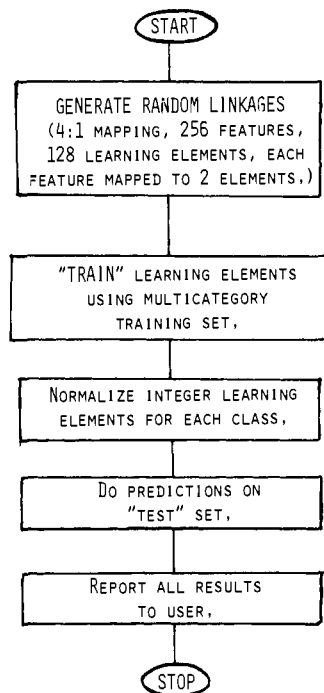 START
GENERATE RANDOM LINKAGES
(4:1 MAPPING, 256 FEATURES,
128 LEARNING ELEMENTS, EACH
FEATURE MAPPED TO 2 ELEMENTS.)
"TRAIN" LEARNING ELEMENTS
USING MULTICATEGORY
TRAINING SET.
NORMALIZE INTEGER LEARNING
ELEMENTS FOR EACH CLASS.
DO PREDICTIONS ON
"TEST" SET.
REPORT ALL RESULTS
TO USER.
STOP